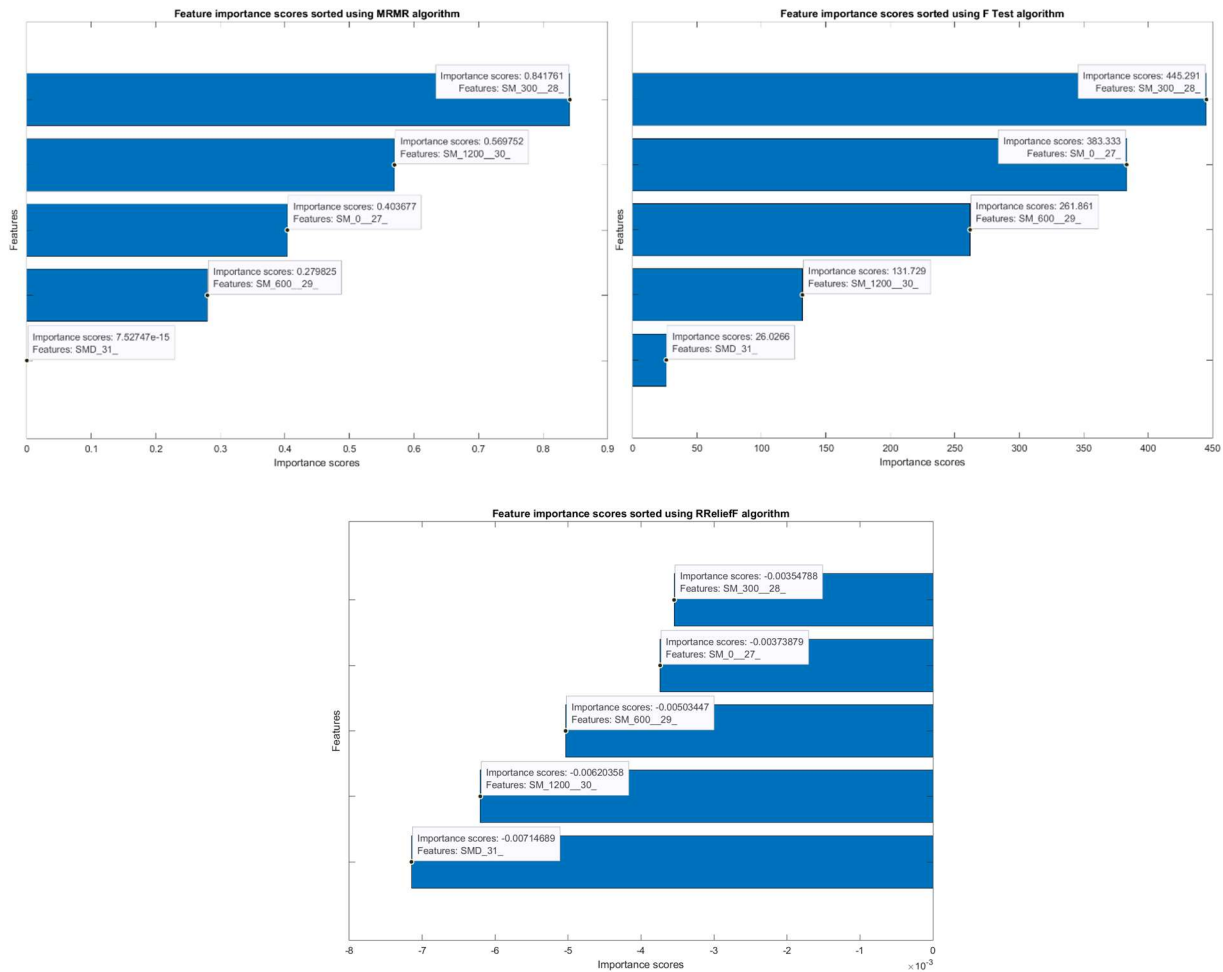 Feature importance scores sorted using MRMR algorithm
Importance scores: 0.841761
Features: SM_300__28_
Importance scores: 0.569752
Features: SM_1200__30_
Importance scores: 0.403677
Features: SM_0__27_
Importance scores: 0.279825
Features: SM_600__29_
Importance scores: 7.52747e-15
Features: SMD_31_
Features
0 0.1 0.2 0.3 0.4 0.5 0.6 0.7 0.8 0.9
Importance scores
Feature importance scores sorted using F Test algorithm
Importance scores: 445.291
Features: SM_300__28_
Importance scores: 383.333
Features: SM_0__27_
Importance scores: 261.861
Features: SM_600__29_
Importance scores: 131.729
Features: SM_1200__30_
Importance scores: 26.0266
Features: SMD_31_
Features
0 50 100 150 200 250 300 350 400 450
Importance scores
Feature importance scores sorted using RReliefF algorithm
Importance scores: -0.00354788
Features: SM_300__28_
Importance scores: -0.00373879
Features: SM_0__27_
Importance scores: -0.00503447
Features: SM_600__29_
Importance scores: -0.00620358
Features: SM_1200__30_
Importance scores: -0.00714689
Features: SMD_31_
Features
-8 -7 -6 -5 -4 -3 -2 -1 0
Importance scores
×10⁻³